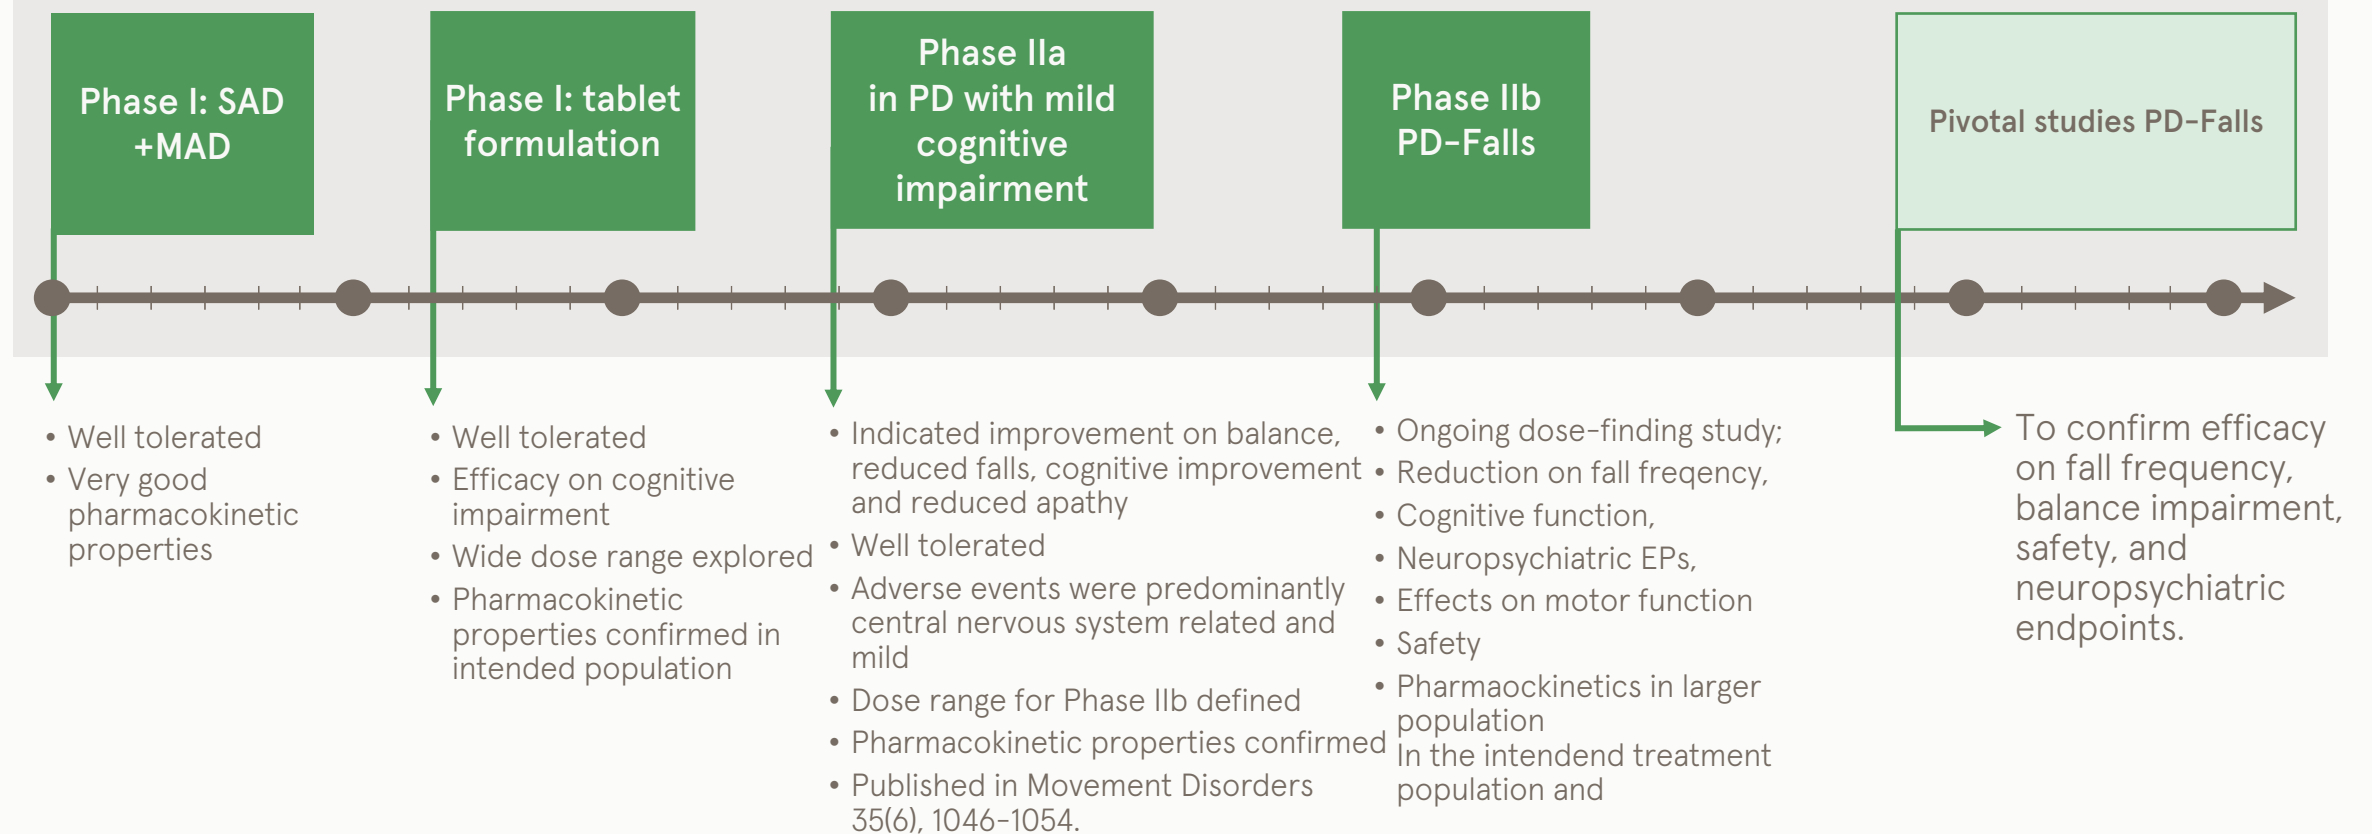 Phase I: SAD
+MAD
Phase I: tablet
formulation
Phase IIa
in PD with mild
cognitive
impairment
Phase IIb
PD-Falls
Pivotal studies PD-Falls
• Well tolerated
• Very good
pharmacokinetic
properties
• Well tolerated
• Efficacy on cognitive
impairment
• Wide dose range explored
• Pharmacokinetic
properties confirmed in
intended population
• Indicated improvement on balance,
reduced falls, cognitive improvement
and reduced apathy
• Well tolerated
• Adverse events were predominantly
central nervous system related and
mild
• Dose range for Phase IIb defined
• Pharmacokinetic properties confirmed
• Published in Movement Disorders
35(6), 1046-1054.
• Ongoing dose-finding study;
• Reduction on fall freqency,
• Cognitive function,
• Neuropsychiatric EPs,
• Effects on motor function
• Safety
• Pharmaockinetics in larger
population
In the intendend treatment
population and
To confirm efficacy
on fall frequency,
balance impairment,
safety, and
neuropsychiatric
endpoints.